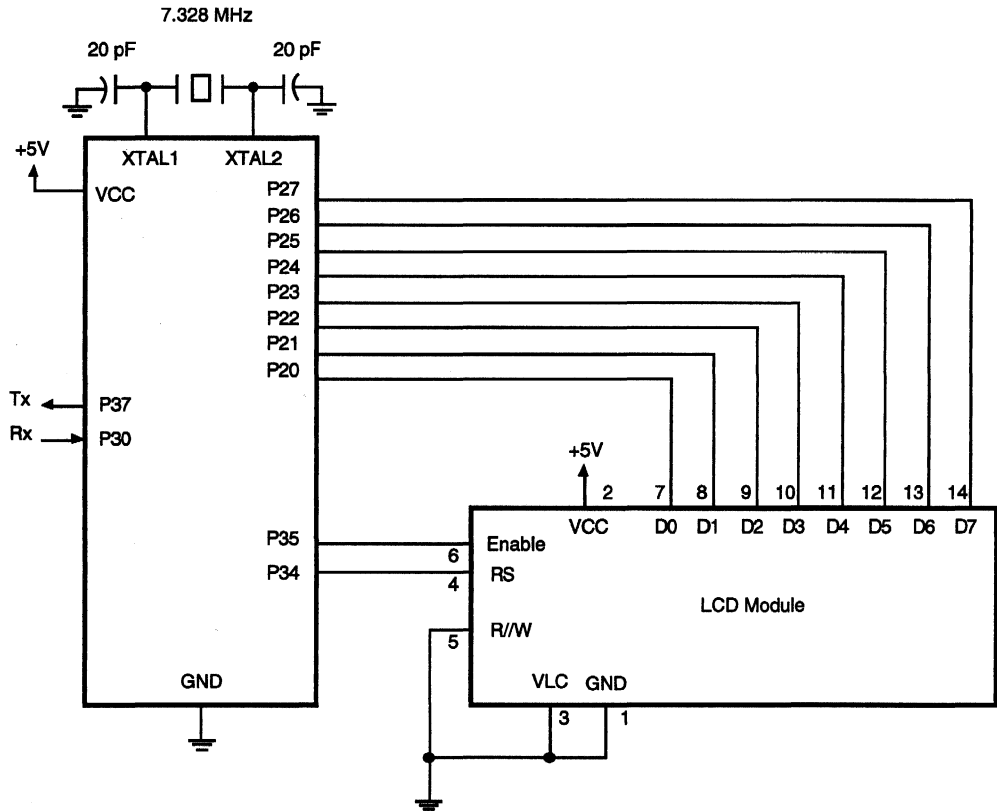 7.328 MHz
20 pF 20 pF
+5V
XTAL1 XTAL2
VCC
P27
P26
P25
P24
P23
P22
P21
P20
Tx P37
Rx P30
+5V
2 7 8 9 10 11 12 13 14
VCC D0 D1 D2 D3 D4 D5 D6 D7
P35 6 Enable
P34 4 RS
LCD Module
5 R//W
GND
VLC GND
3 1